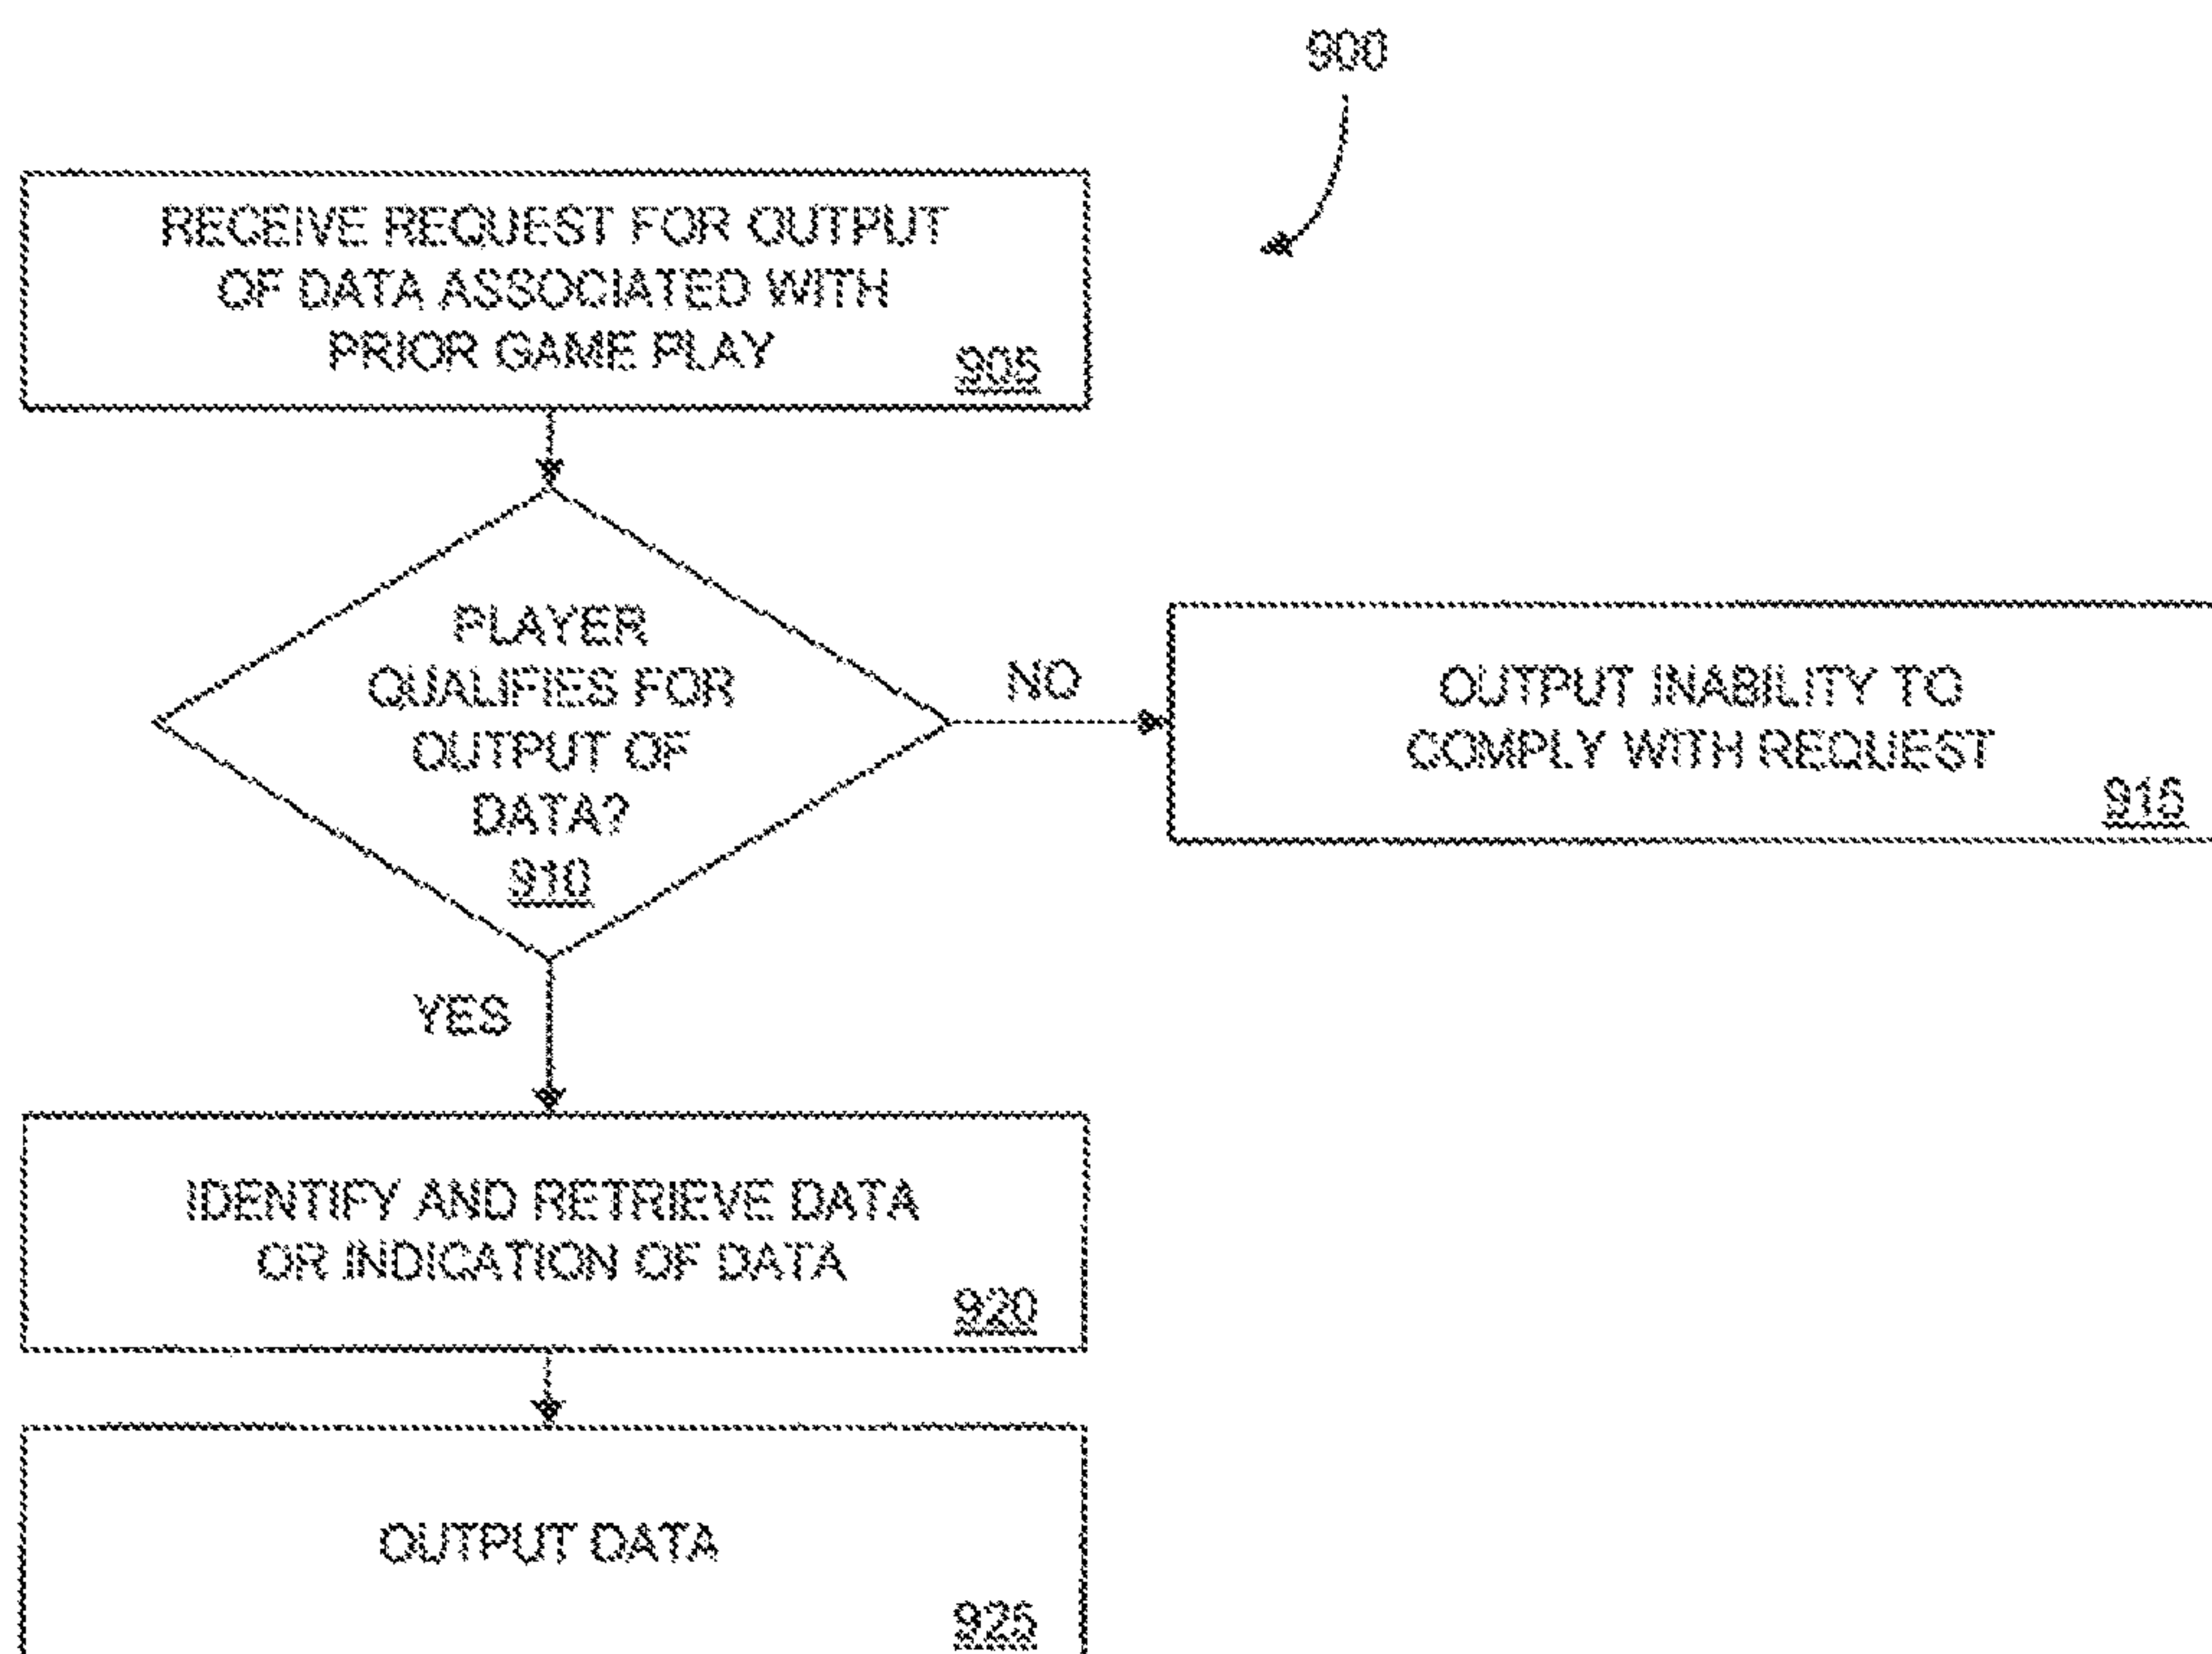 900
RECEIVE REQUEST FOR OUTPUT
OF DATA ASSOCIATED WITH
PRIOR GAME PLAY
905
PLAYER
QUALIFIES FOR
OUTPUT OF
DATA?
910
NO
OUTPUT INABILITY TO
COMPLY WITH REQUEST
915
YES
IDENTIFY AND RETRIEVE DATA
OR INDICATION OF DATA
920
OUTPUT DATA
925